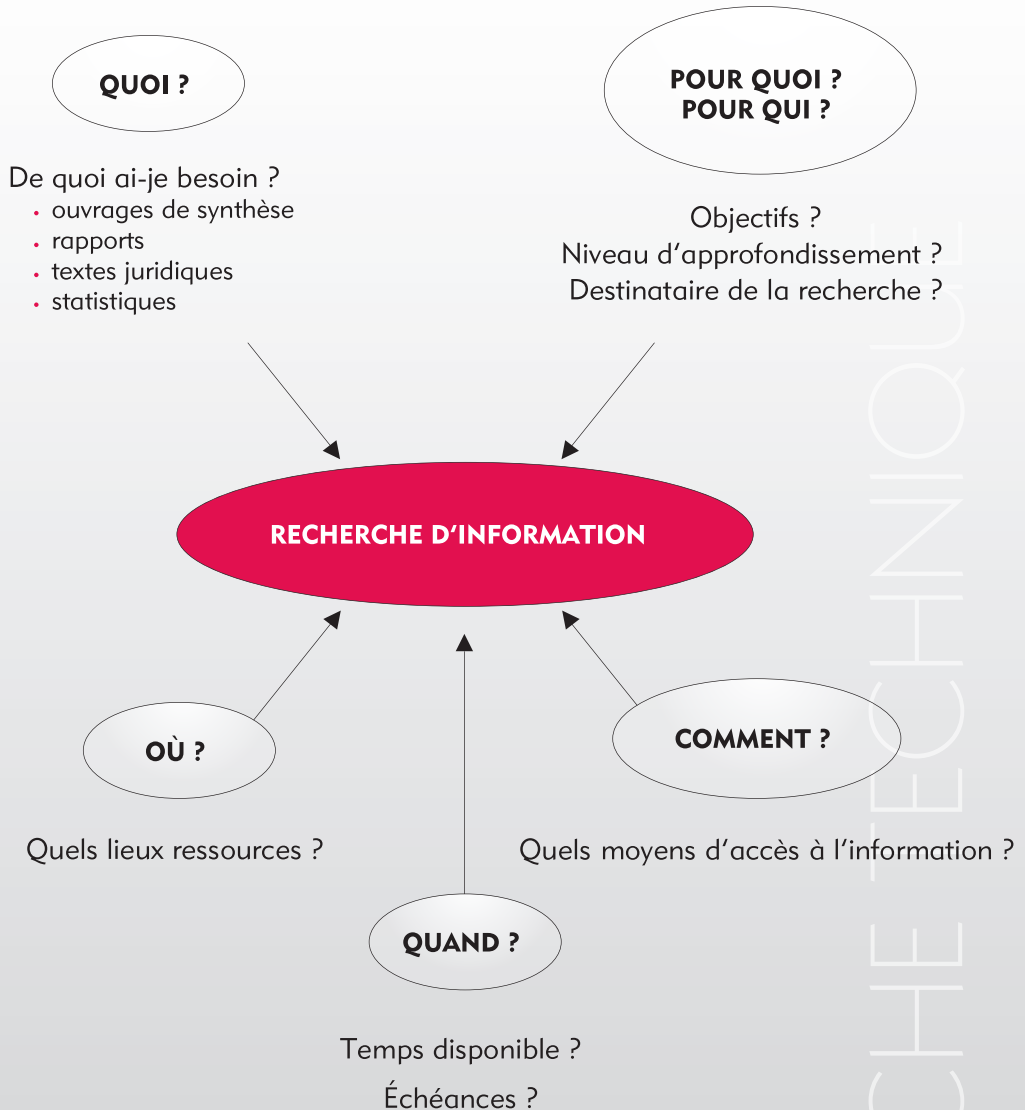 QUOI ?
De quoi ai-je besoin ?
• ouvrages de synthèse
• rapports
• textes juridiques
• statistiques
POUR QUOI ?
POUR QUI ?
Objectifs ?
Niveau d'approfondissement ?
Destinataire de la recherche ?
RECHERCHE D'INFORMATION
OÙ ?
Quels lieux ressources ?
COMMENT ?
Quels moyens d'accès à l'information ?
QUAND ?
Temps disponible ?
Échéances ?
CHE TECHNIQUE